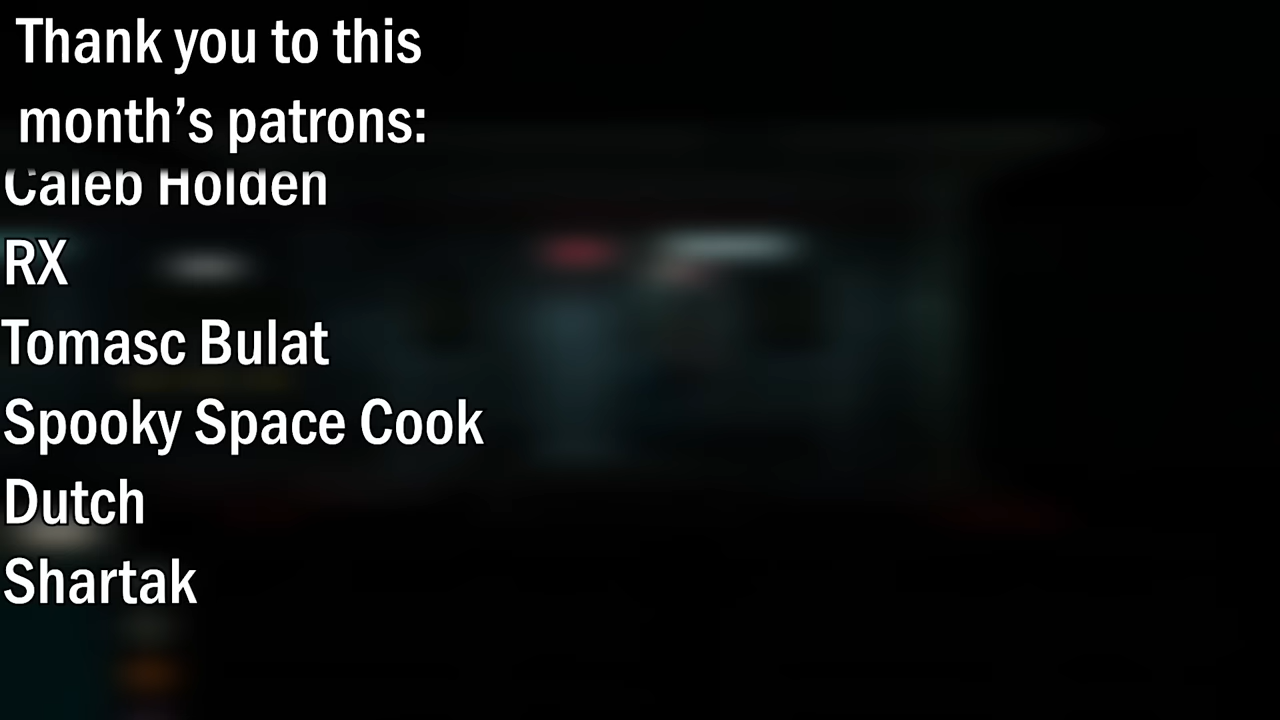 Thank you to this
month’s patrons:
Caleb Holden
RX
Tomasc Bulat
Spooky Space Cook
Dutch
Shartak